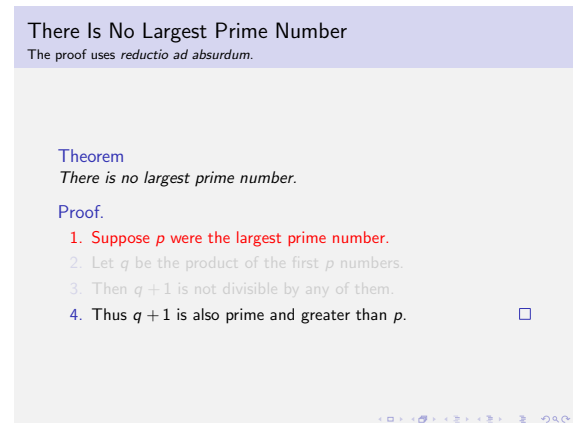 There Is No Largest Prime Number
The proof uses reductio ad absurdum.
Theorem
There is no largest prime number.
Proof.
1. Suppose p were the largest prime number.
2. Let q be the product of the first p numbers.
3. Then q + 1 is not divisible by any of them.
4. Thus q + 1 is also prime and greater than p.